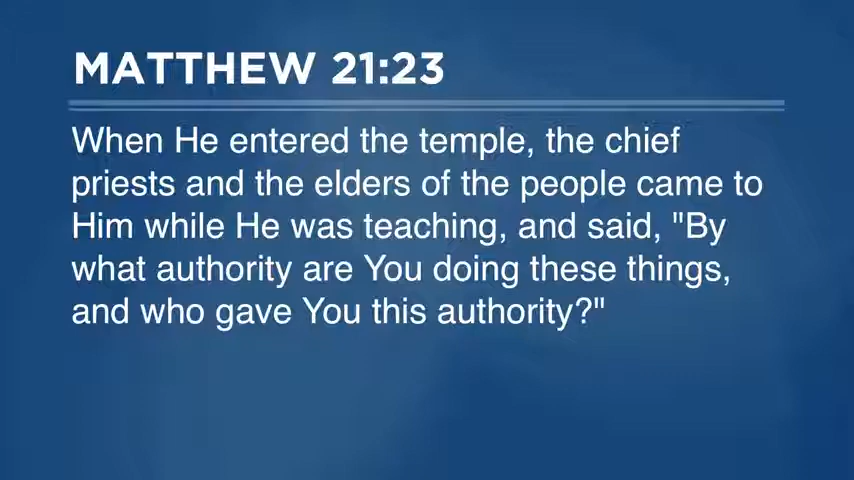 MATTHEW 21:23
When He entered the temple, the chief
priests and the elders of the people came to
Him while He was teaching, and said, "By
what authority are You doing these things,
and who gave You this authority?"